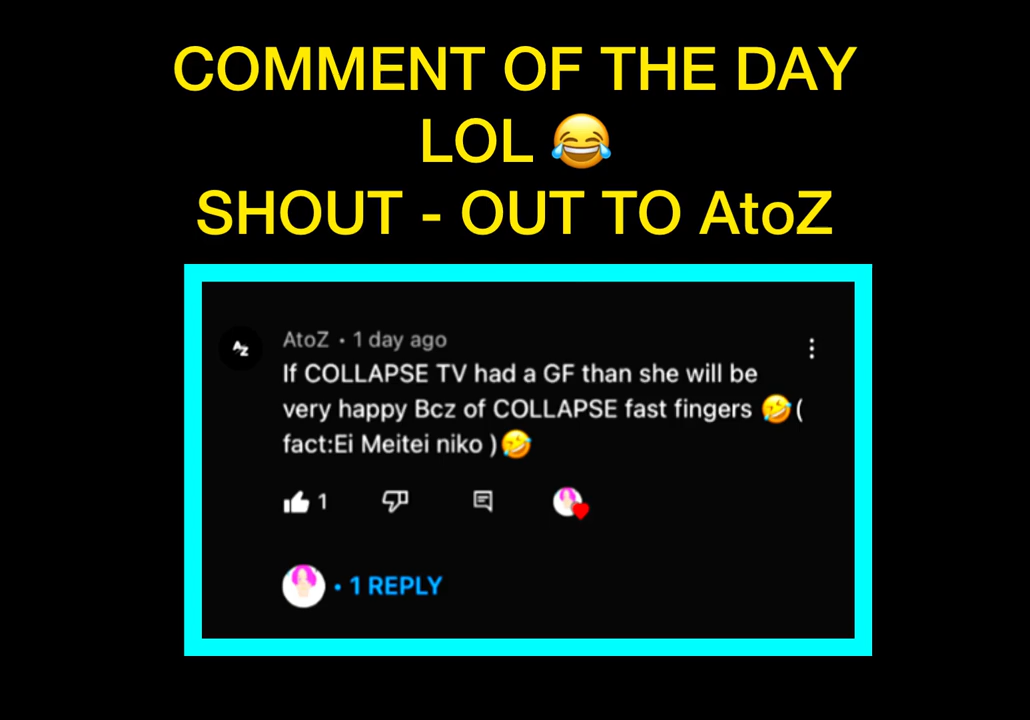 COMMENT OF THE DAY
LOL 😂
SHOUT - OUT TO AtoZ
AZ
AtoZ • 1 day ago
If COLLAPSE TV had a GF than she will be
very happy Bcz of COLLAPSE fast fingers 🤣(
fact:Ei Meitei niko )🤣
1
• 1 REPLY